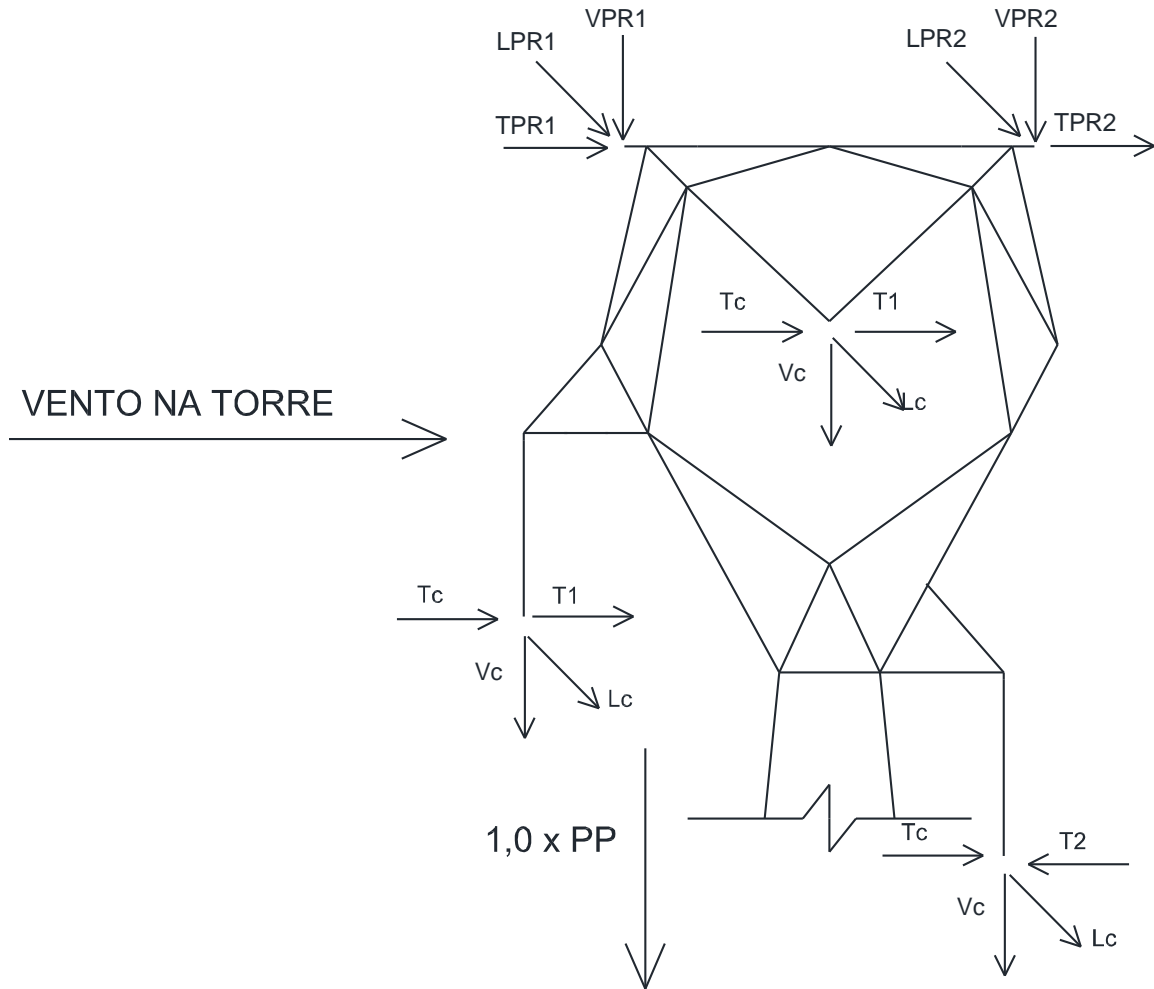 VPR1
VPR2
LPR1
LPR2
TPR1
TPR2
Tc
T1
Vc
Lc
VENTO NA TORRE
Tc
T1
Vc
Lc
1,0 x PP
Tc
T2
Vc
Lc